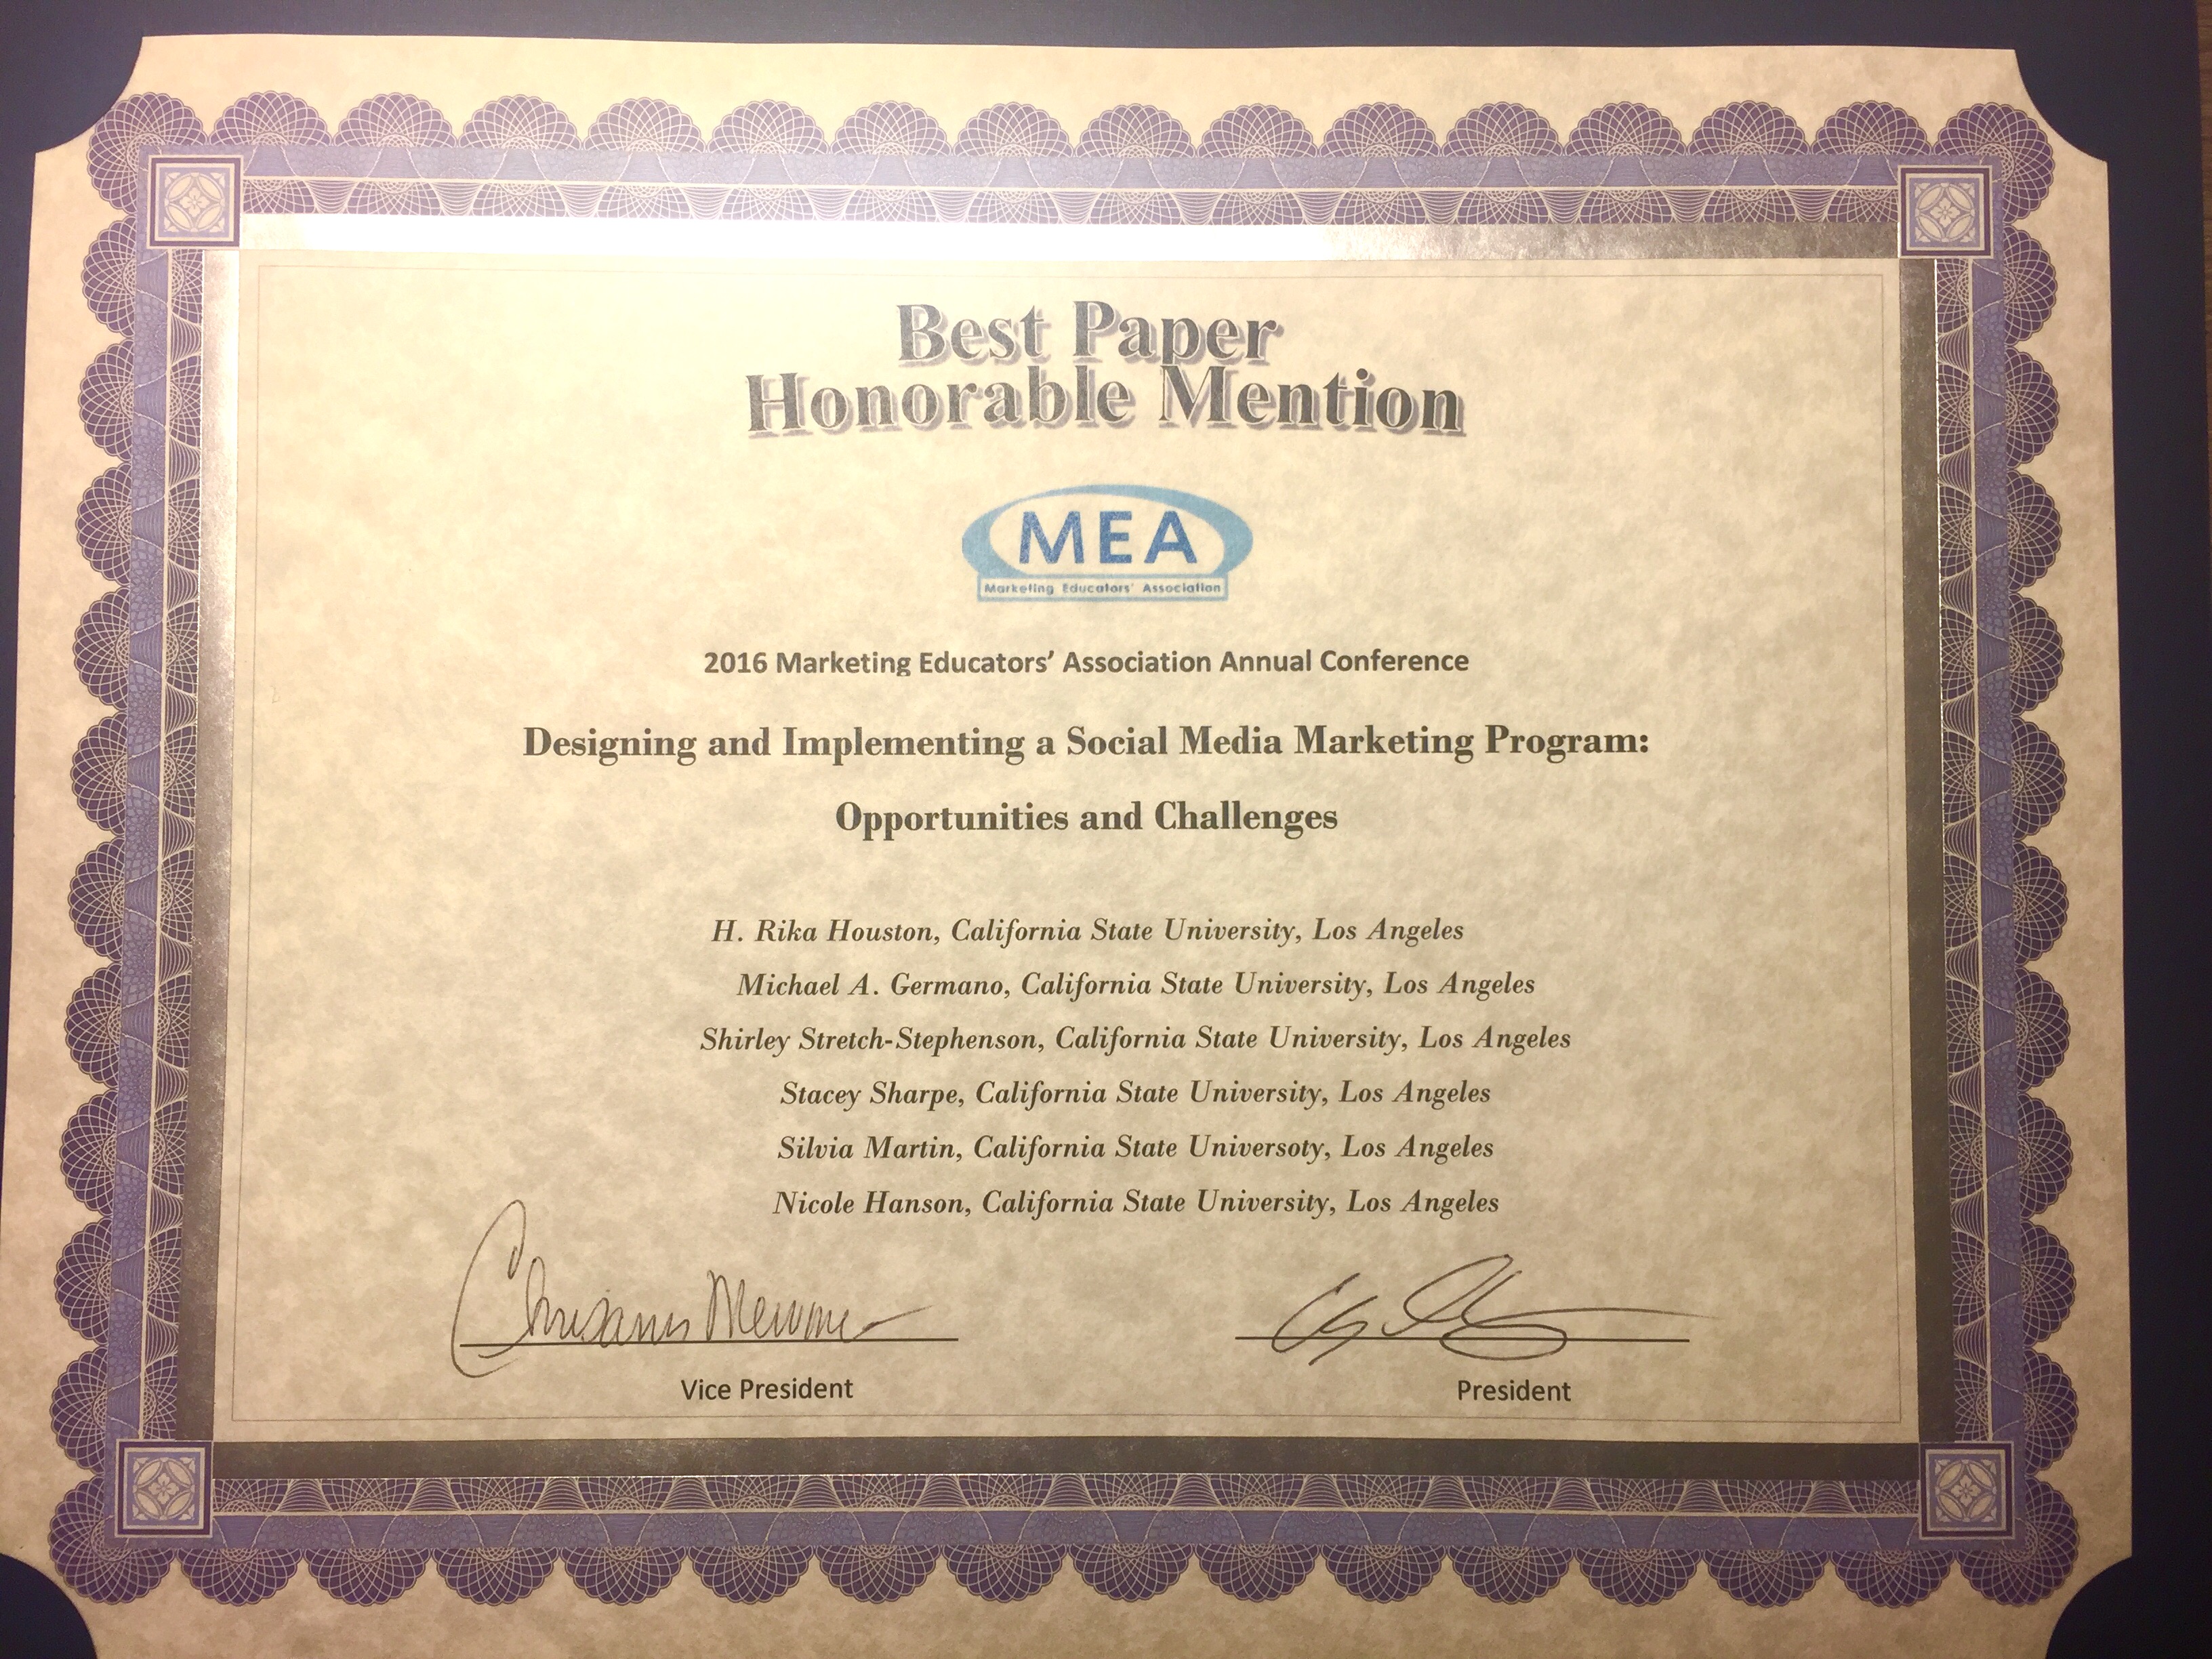 Best Paper
Honorable Mention
MEA
Marketing Educators' Association
2016 Marketing Educators’ Association Annual Conference
Designing and Implementing a Social Media Marketing Program:
Opportunities and Challenges
H. Rika Houston, California State University, Los Angeles
Michael A. Germano, California State University, Los Angeles
Shirley Stretch-Stephenson, California State University, Los Angeles
Stacey Sharpe, California State University, Los Angeles
Silvia Martin, California State Universoty, Los Angeles
Nicole Hanson, California State University, Los Angeles
Vice President President